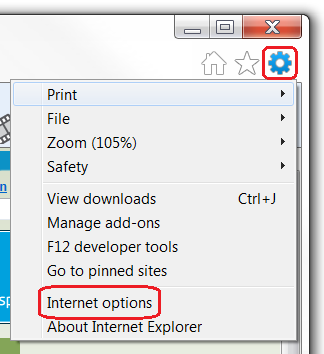 Print
File
Zoom (105%)
Safety
View downloads Ctrl+J
Manage add-ons
F12 developer tools
Go to pinned sites
Internet options
About Internet Explorer
n
sp